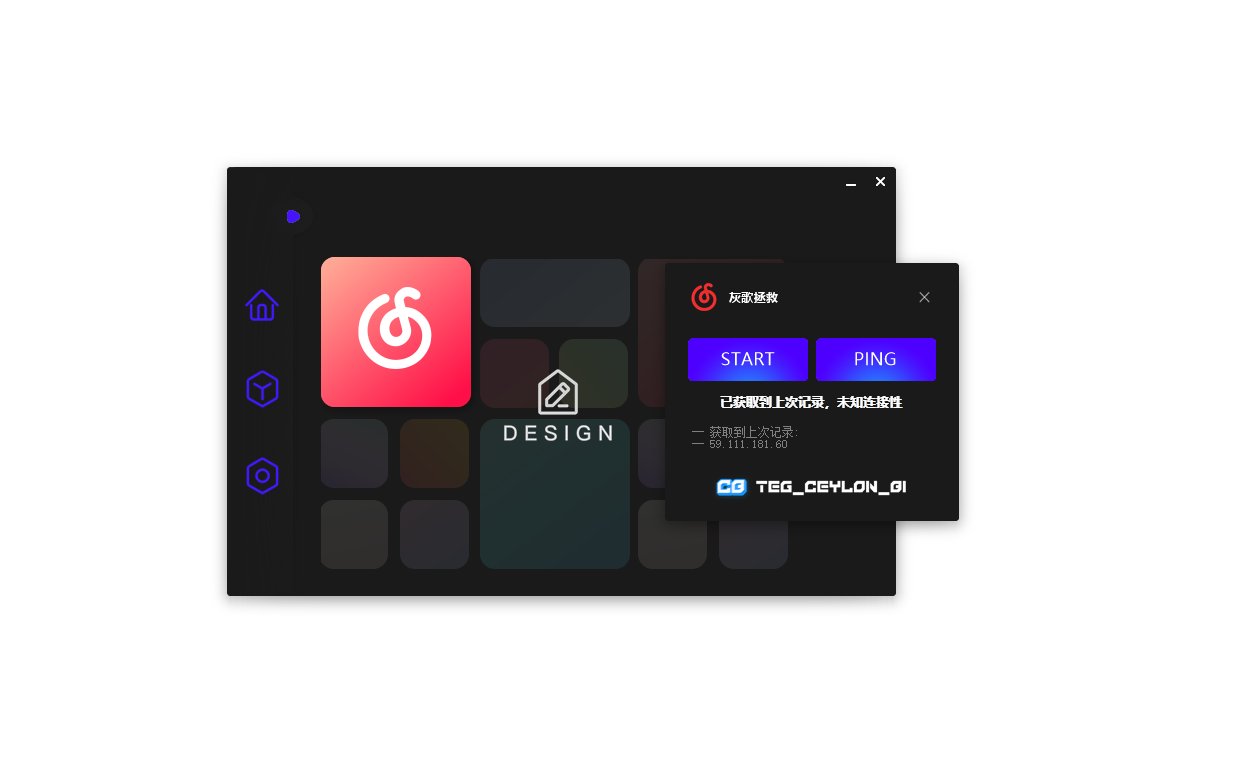 灰歌拯救
START
PING
已获取到上次记录，未知连接性
DESIGN
— 获取到上次记录:
— 59.111.181.60
CG TEG_CEYLON_GI